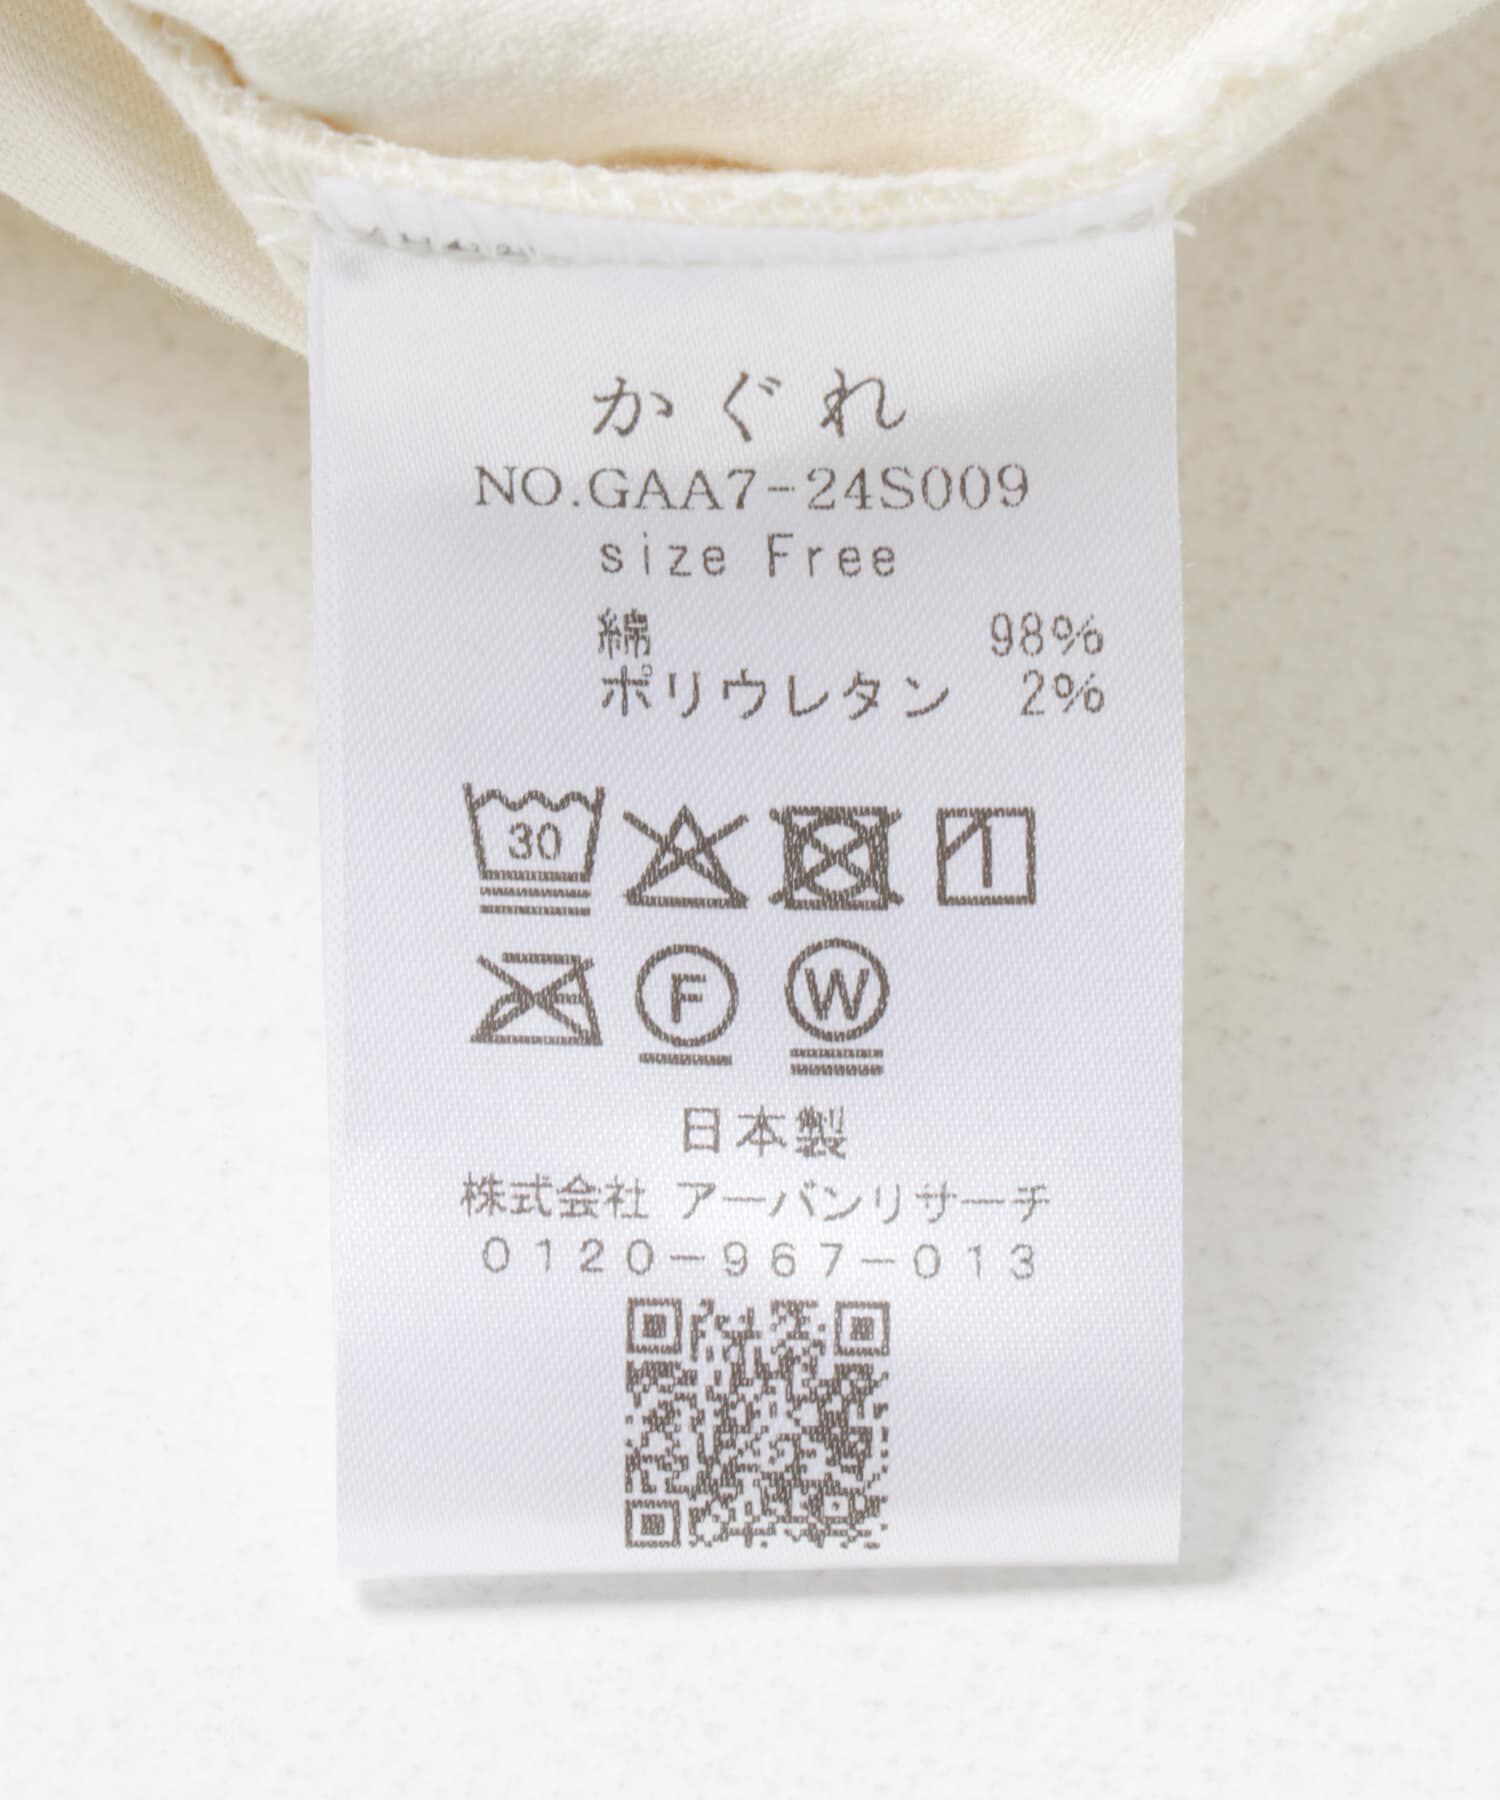 かぐれ
NO.GAA7-24S009
size Free
綿 98%
ポリウレタン 2%
30
F W
日本製
株式会社 アーバンリサーチ
0120-967-013